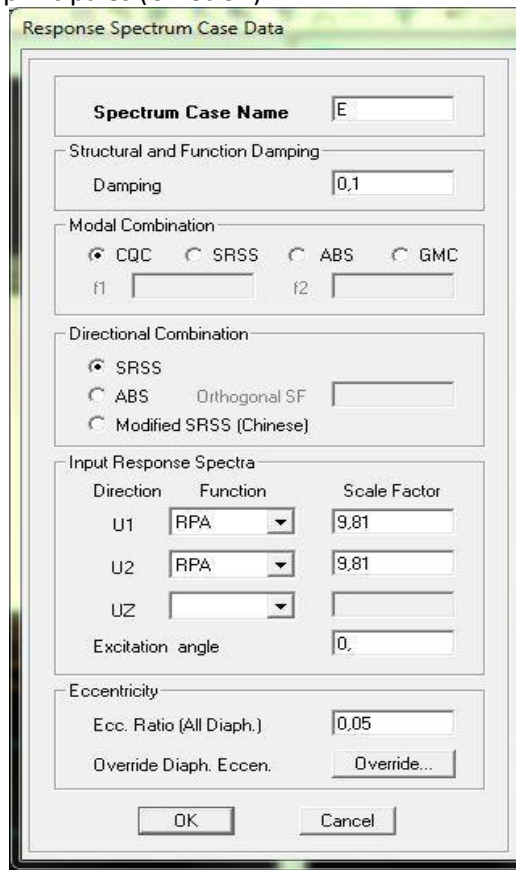 Response Spectrum Case Data
Spectrum Case Name E
Structural and Function Damping
Damping 0,1
Modal Combination
CQC SRSS ABS GMC
f1 f2
Directional Combination
SRSS
ABS Orthogonal SF
Modified SRSS (Chinese)
Input Response Spectra
Direction Function Scale Factor
U1 RPA 9,81
U2 RPA 9,81
UZ
Excitation angle 0,
Eccentricity
Ecc. Ratio (All Diaph.) 0,05
Override Diaph. Eccen. Override...
OK Cancel